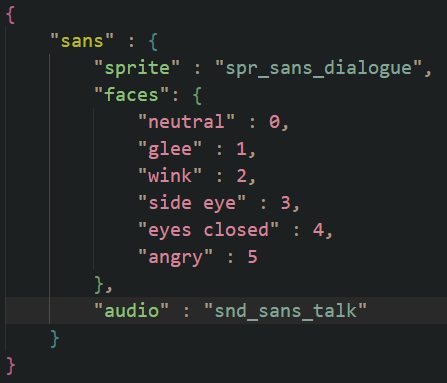 {
"sans" : {
"sprite" : "spr_sans_dialogue",
"faces": {
"neutral" : 0,
"glee" : 1,
"wink" : 2,
"side eye" : 3,
"eyes closed" : 4,
"angry" : 5
},
"audio" : "snd_sans_talk"
}
}